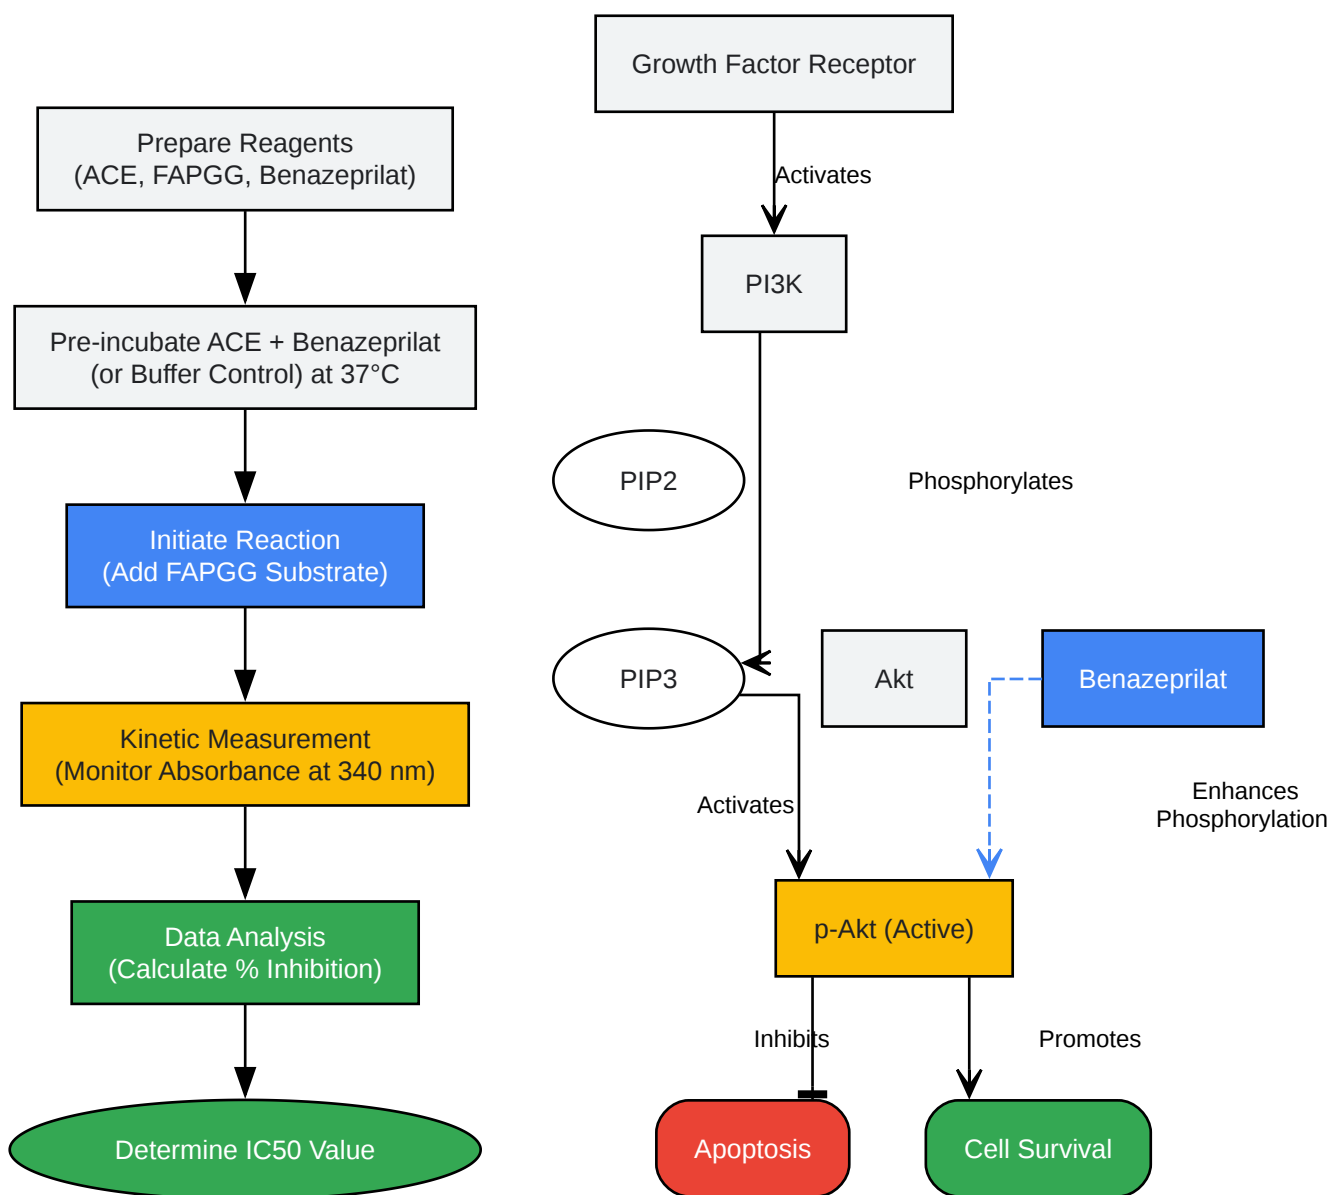 Prepare Reagents
(ACE, FAPGG, Benazeprilat)
Pre-incubate ACE + Benazeprilat
(or Buffer Control) at 37°C
Initiate Reaction
(Add FAPGG Substrate)
Kinetic Measurement
(Monitor Absorbance at 340 nm)
Data Analysis
(Calculate % Inhibition)
Determine IC50 Value
Growth Factor Receptor
Activates
PI3K
PIP2
Phosphorylates
PIP3
Akt
Benazeprilat
Activates
Enhances
Phosphorylation
p-Akt (Active)
Inhibits
Promotes
Apoptosis
Cell Survival